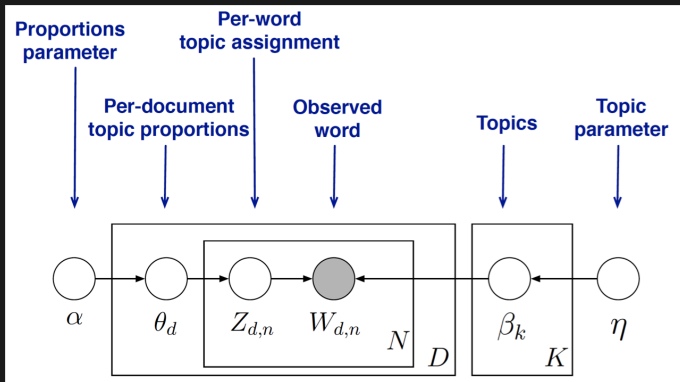 Proportions
parameter
Per-word
topic assignment
Per-document
topic proportions
Observed
word
Topics
Topic
parameter
α
θd
Zd,n
Wd,n
N
D
βk
K
η